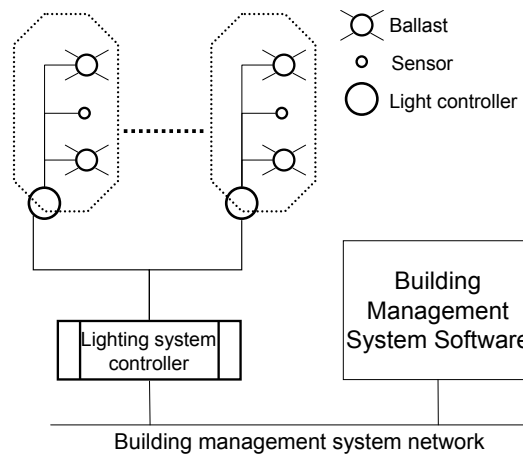 Ballast
Sensor
Light controller
Building
Management
System Software
Lighting system
controller
Building management system network